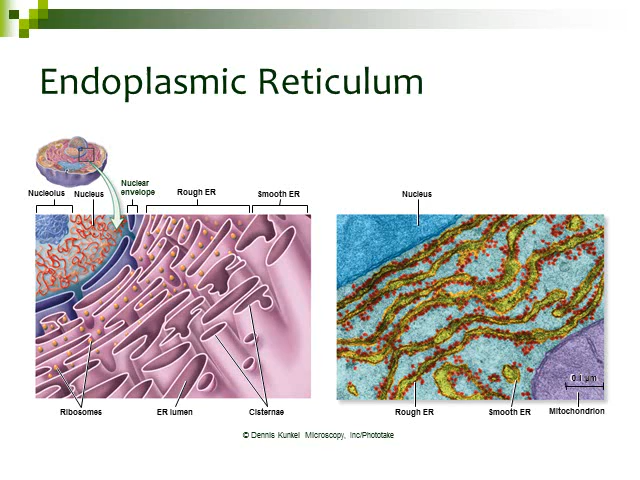 Endoplasmic Reticulum
Nucleolus
Nucleus
Nuclear
envelope
Rough ER
Smooth ER
Nucleus
0.1 µm
Ribosomes
ER lumen
Cisternae
Rough ER
Smooth ER
Mitochondrion
© Dennis Kunkel Microscopy, Inc/Phototake